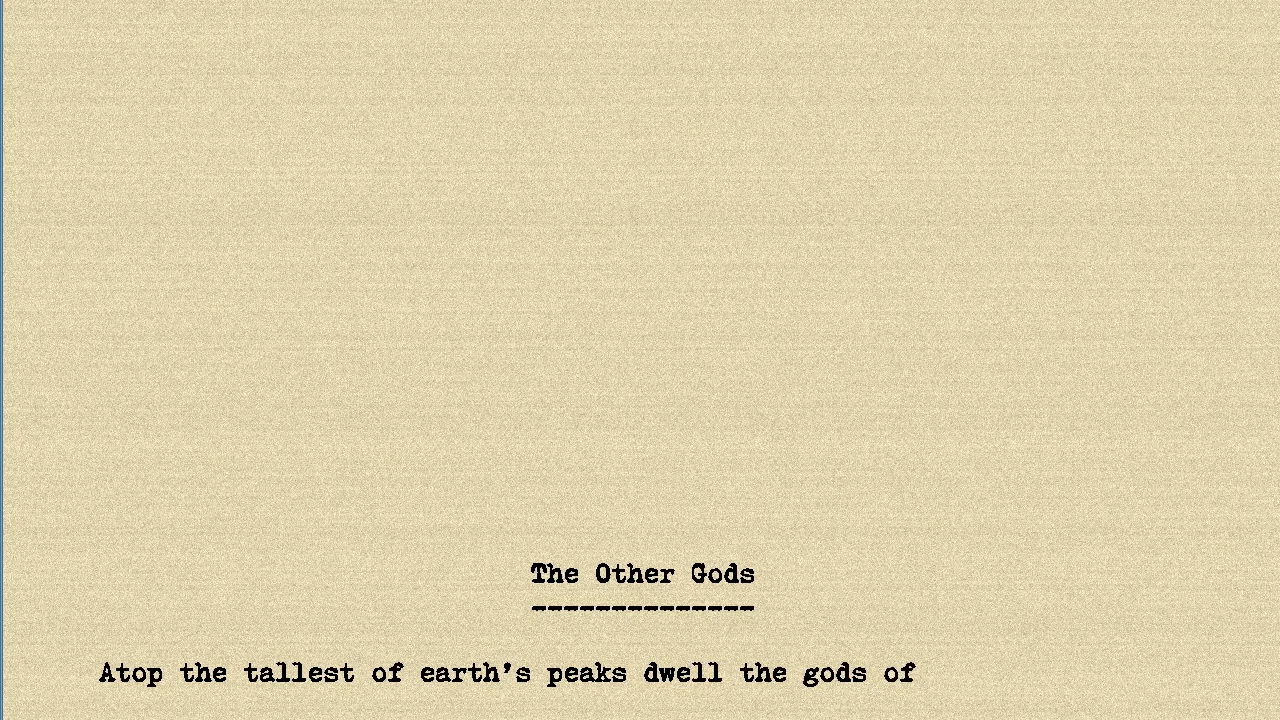 The Other Gods
--------------
Atop the tallest of earth's peaks dwell the gods of